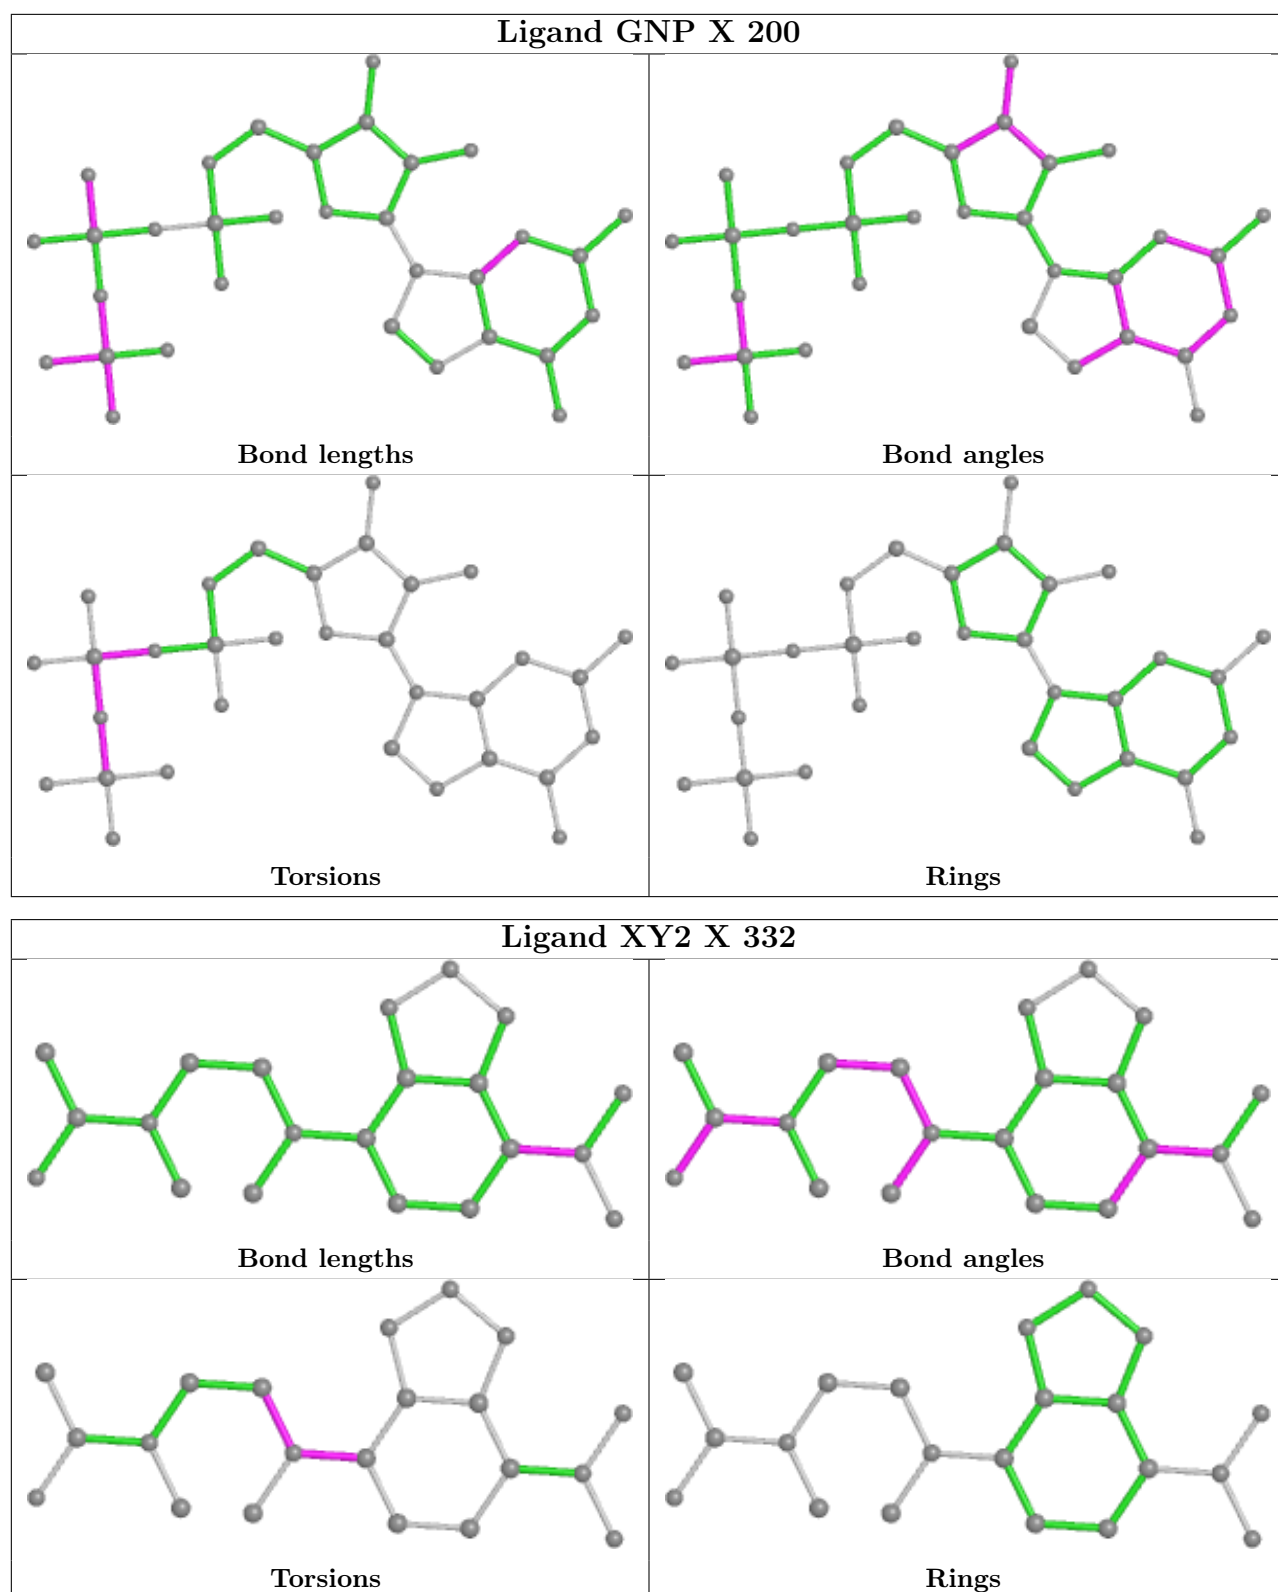 Ligand GNP X 200
Bond lengths
Bond angles
Torsions
Rings
Ligand XY2 X 332
Bond lengths
Bond angles
Torsions
Rings